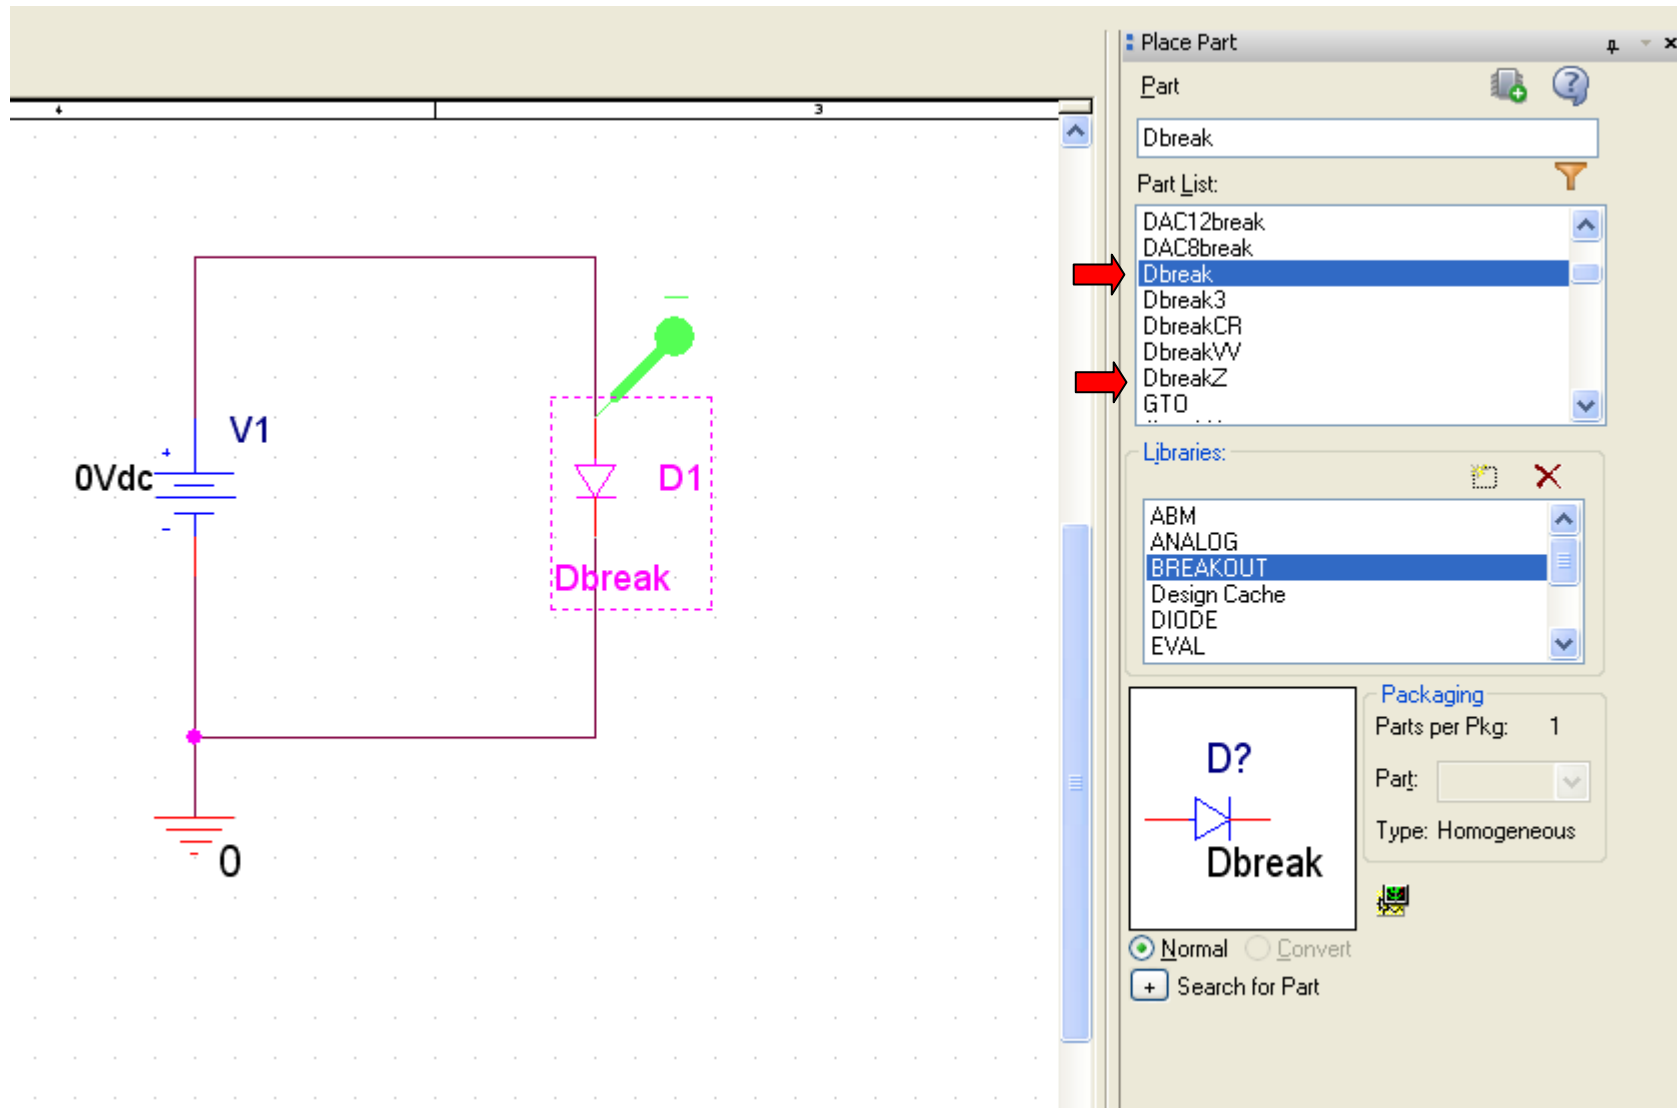 Place Part
Part
Dbreak
Part List:
DAC12break
DAC8break
Dbreak
Dbreak3
DbreakCR
DbreakVV
DbreakZ
GTO
Libraries:
ABM
ANALOG
BREAKOUT
Design Cache
DIODE
EVAL
Packaging
Parts per Pkg: 1
Part:
Type: Homogeneous
D?
Dbreak
Normal Convert
+ Search for Part
4 3
V1
+
0Vdc
-
D1
Dbreak
0